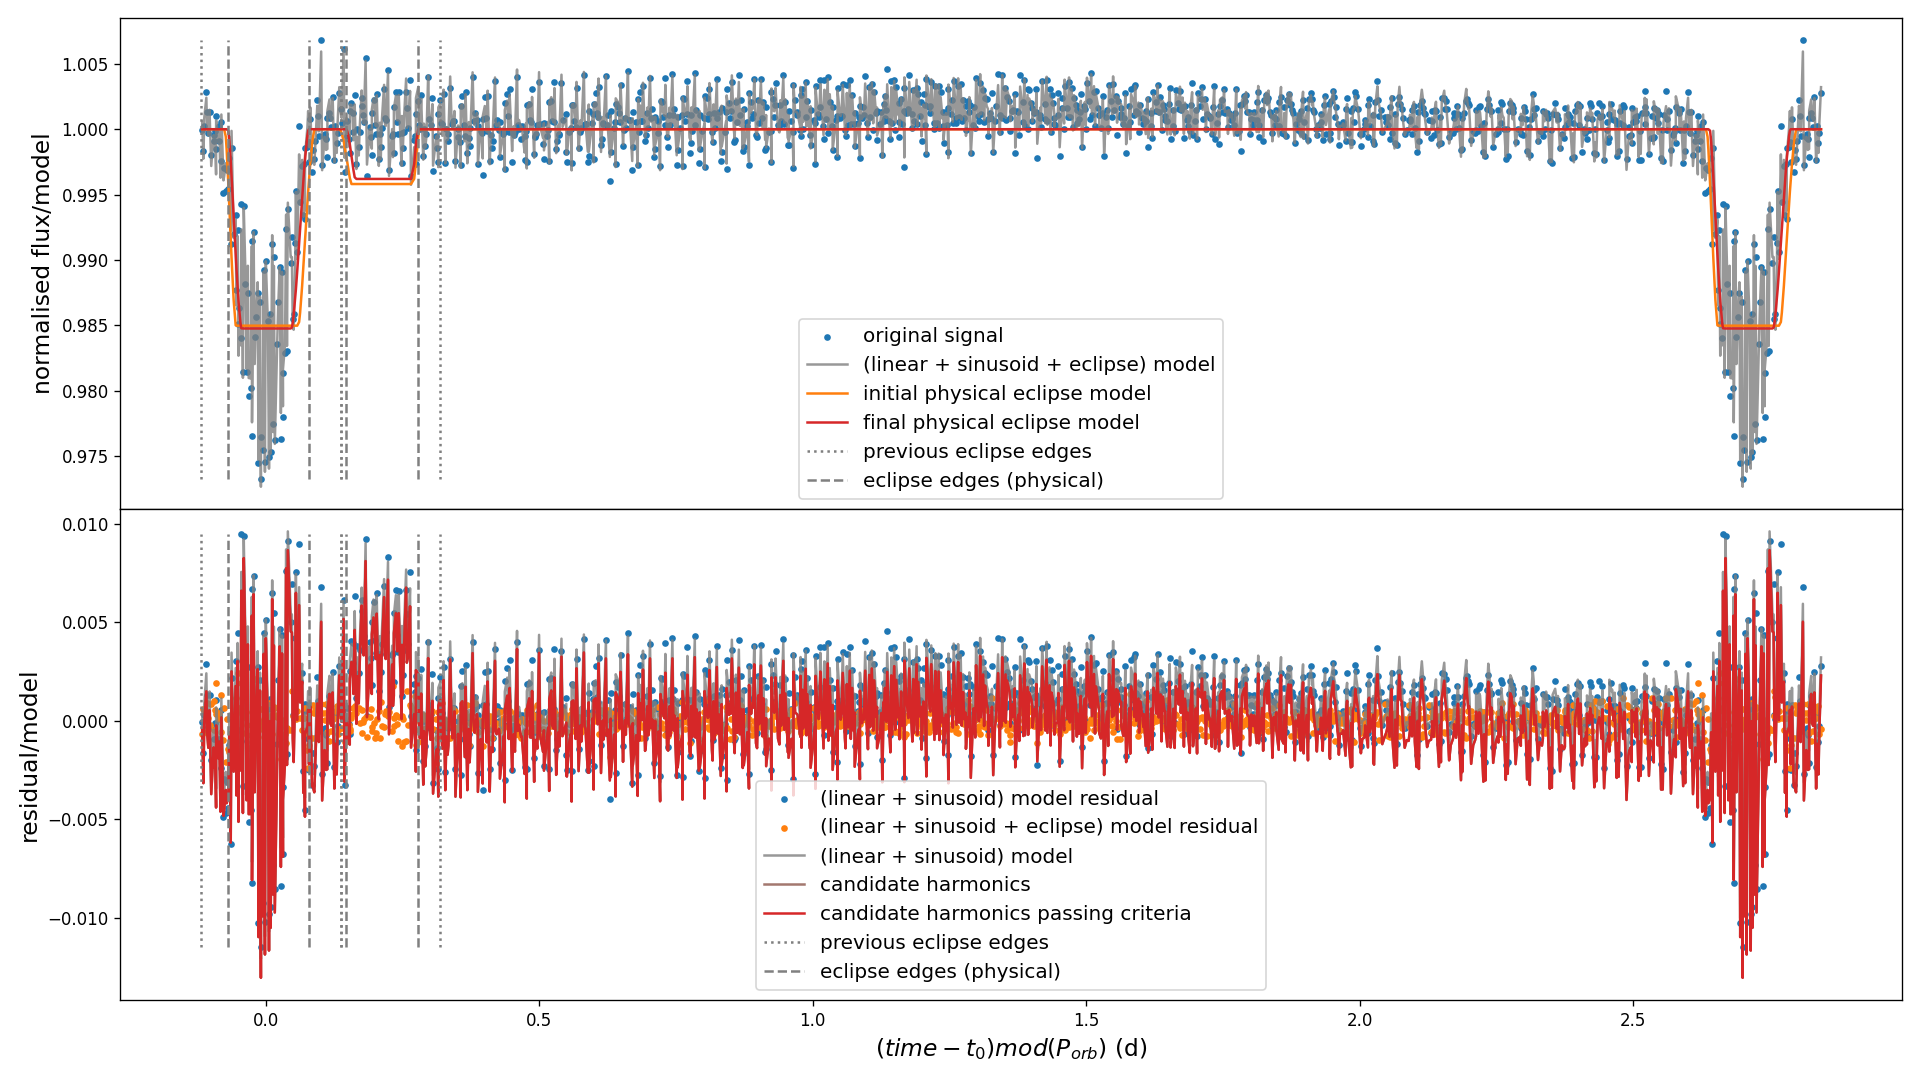 1.005
1.000
0.995
0.990
0.985
0.980
0.975
normalised flux/model
original signal
(linear + sinusoid + eclipse) model
initial physical eclipse model
final physical eclipse model
previous eclipse edges
eclipse edges (physical)
0.010
0.005
0.000
−0.005
−0.010
residual/model
(linear + sinusoid) model residual
(linear + sinusoid + eclipse) model residual
(linear + sinusoid) model
candidate harmonics
candidate harmonics passing criteria
previous eclipse edges
eclipse edges (physical)
0.0 0.5 1.0 1.5 2.0 2.5
(time − t₀)mod(P_orb) (d)